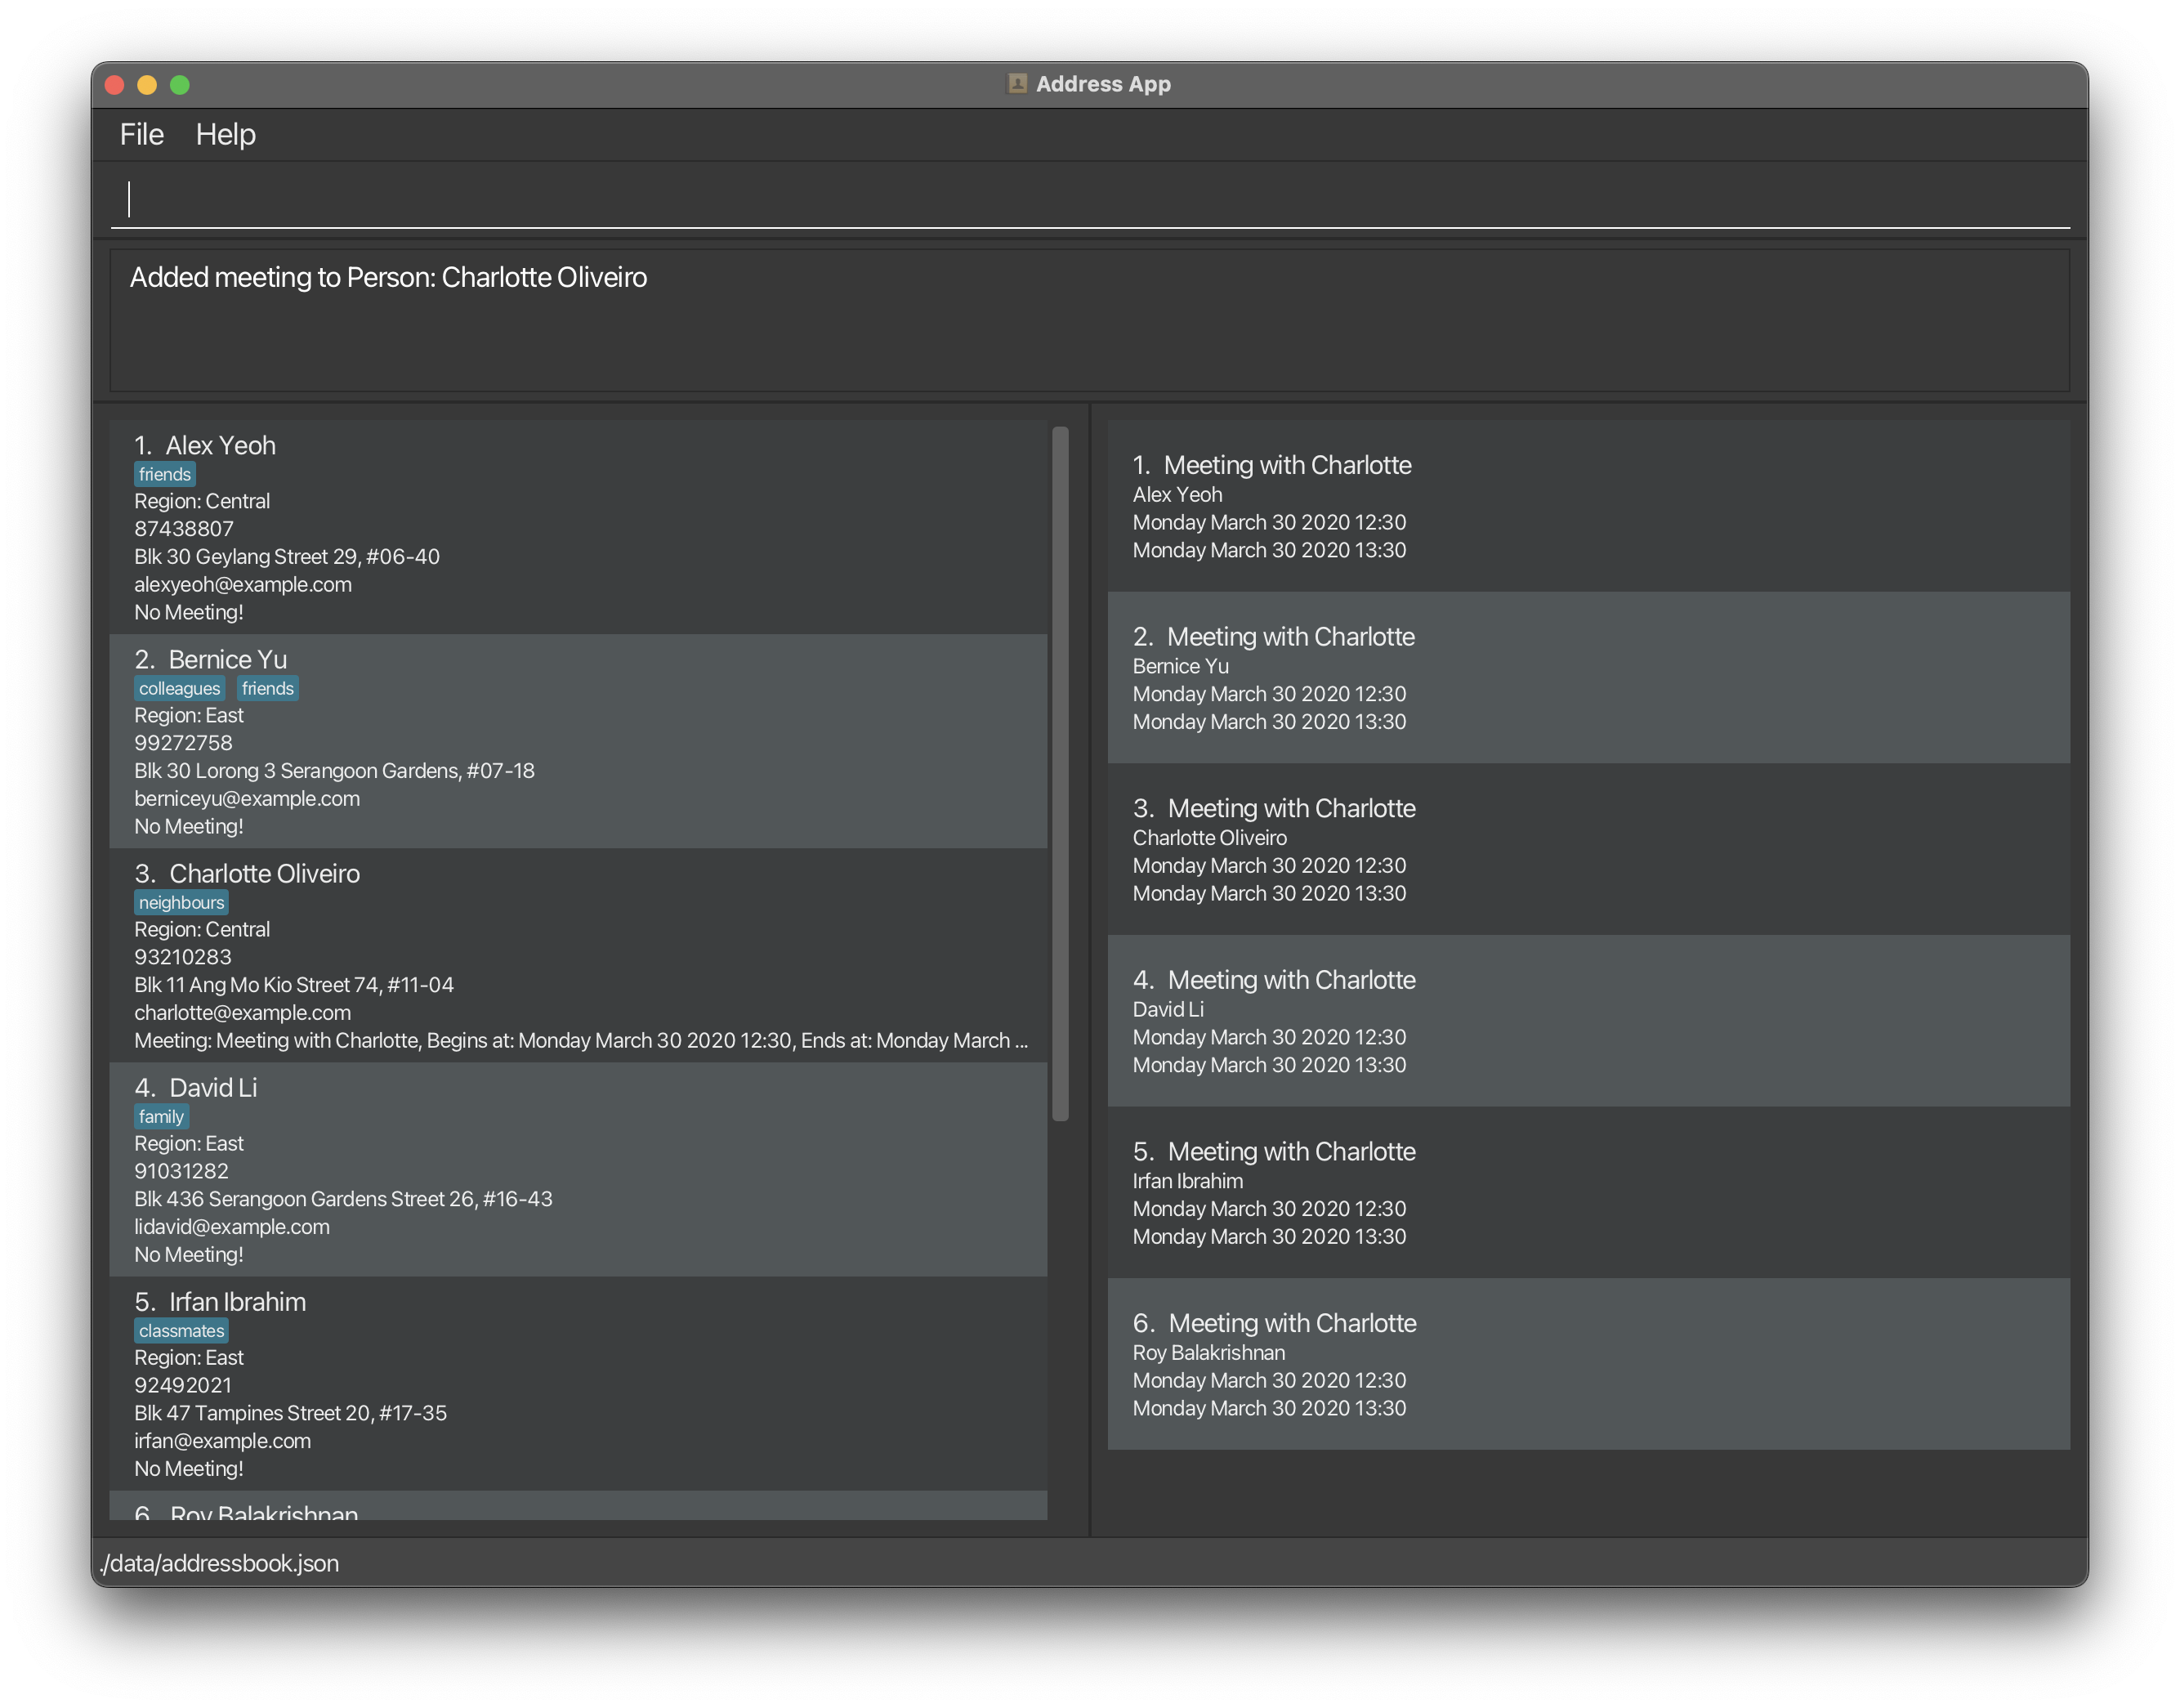 Address App
File Help
Added meeting to Person: Charlotte Oliveiro
1. Alex Yeoh
friends
Region: Central
87438807
Blk 30 Geylang Street 29, #06-40
alexyeoh@example.com
No Meeting!
2. Bernice Yu
colleagues friends
Region: East
99272758
Blk 30 Lorong 3 Serangoon Gardens, #07-18
berniceyu@example.com
No Meeting!
3. Charlotte Oliveiro
neighbours
Region: Central
93210283
Blk 11 Ang Mo Kio Street 74, #11-04
charlotte@example.com
Meeting: Meeting with Charlotte, Begins at: Monday March 30 2020 12:30, Ends at: Monday March ...
4. David Li
family
Region: East
91031282
Blk 436 Serangoon Gardens Street 26, #16-43
lidavid@example.com
No Meeting!
5. Irfan Ibrahim
classmates
Region: East
92492021
Blk 47 Tampines Street 20, #17-35
irfan@example.com
No Meeting!
6. Roy Balakrishnan
1. Meeting with Charlotte
Alex Yeoh
Monday March 30 2020 12:30
Monday March 30 2020 13:30
2. Meeting with Charlotte
Bernice Yu
Monday March 30 2020 12:30
Monday March 30 2020 13:30
3. Meeting with Charlotte
Charlotte Oliveiro
Monday March 30 2020 12:30
Monday March 30 2020 13:30
4. Meeting with Charlotte
David Li
Monday March 30 2020 12:30
Monday March 30 2020 13:30
5. Meeting with Charlotte
Irfan Ibrahim
Monday March 30 2020 12:30
Monday March 30 2020 13:30
6. Meeting with Charlotte
Roy Balakrishnan
Monday March 30 2020 12:30
Monday March 30 2020 13:30
./data/addressbook.json